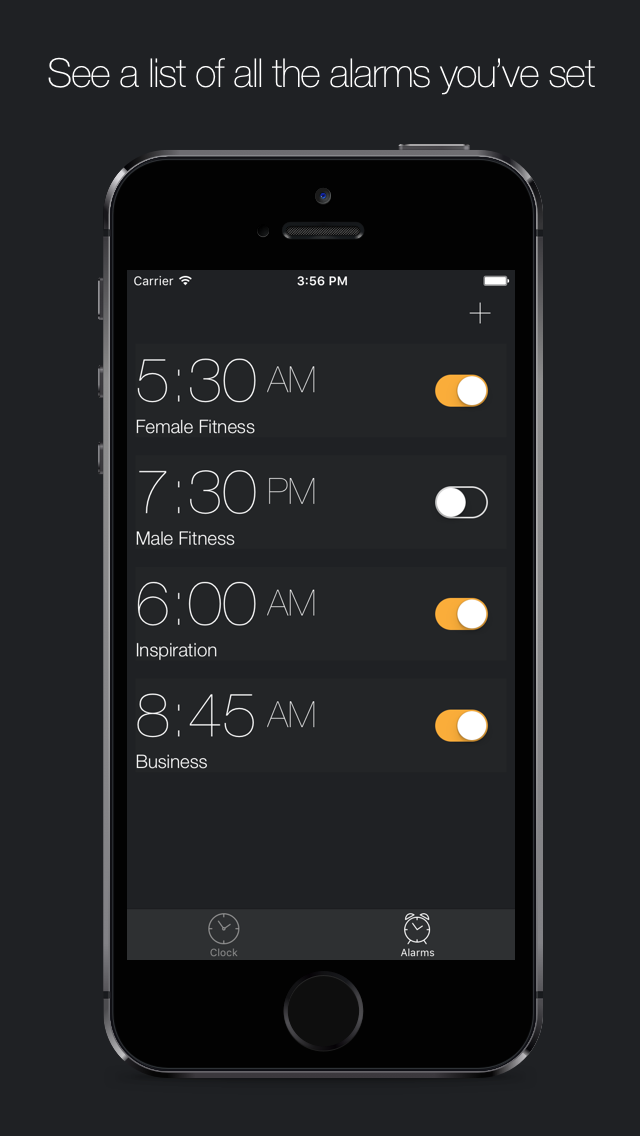 See a list of all the alarms you've set
Carrier 3:56 PM
5:30 AM
Female Fitness
7:30 PM
Male Fitness
6:00 AM
Inspiration
8:45 AM
Business
Clock Alarms